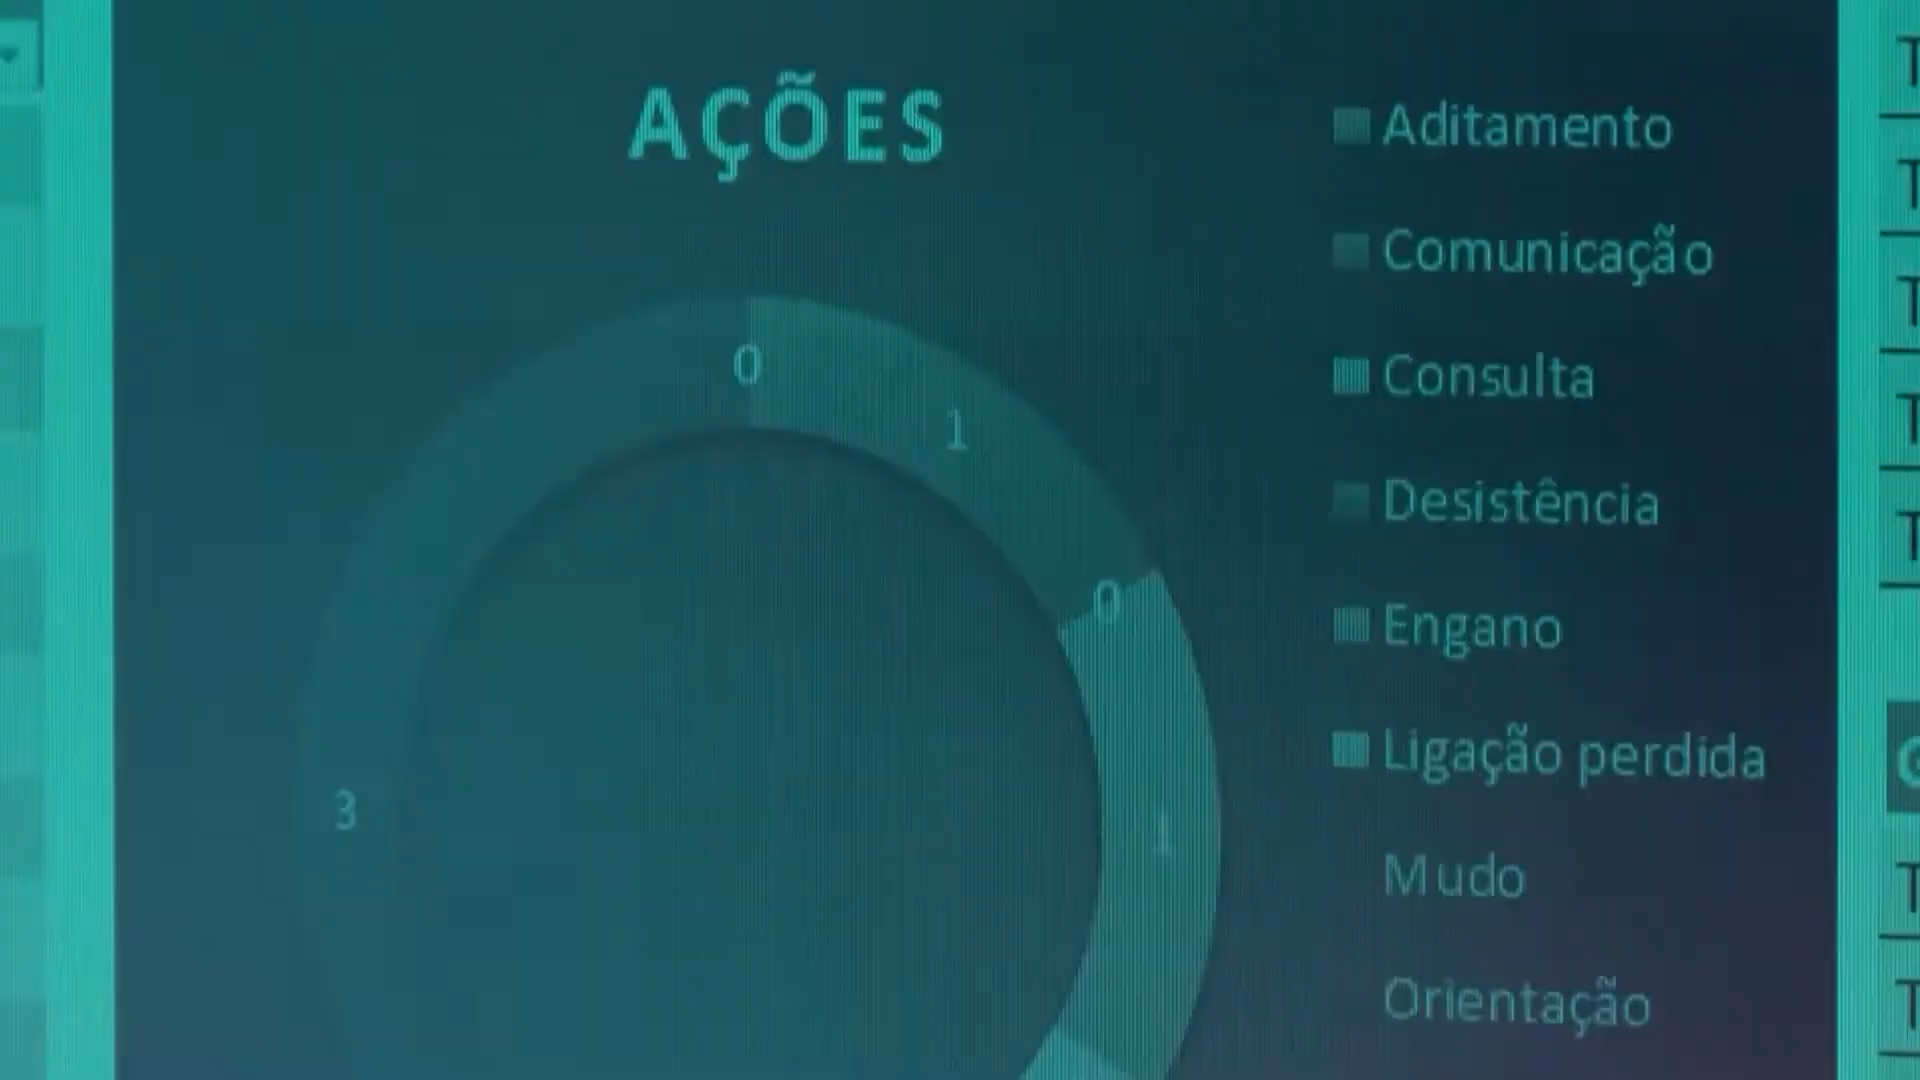 AÇÕES
Aditamento
Comunicação
Consulta
Desistência
Engano
Ligação perdida
Mudo
Orientação
0
1
0
1
3
T
T
T
T
T
T
T